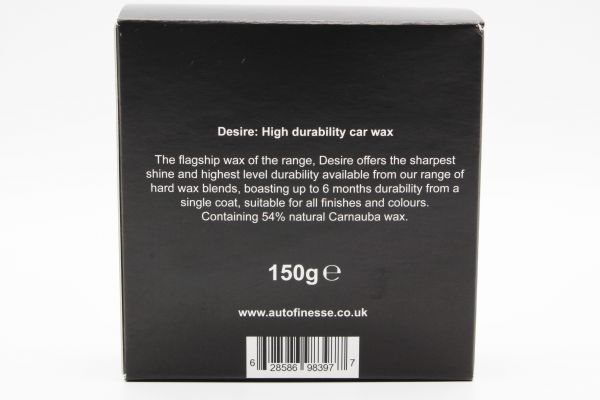 Desire: High durability car wax
The flagship wax of the range, Desire offers the sharpest
shine and highest level durability available from our range of
hard wax blends, boasting up to 6 months durability from a
single coat, suitable for all finishes and colours.
Containing 54% natural Carnauba wax.
150g ℮
www.autofinesse.co.uk
6 28586 98397 7